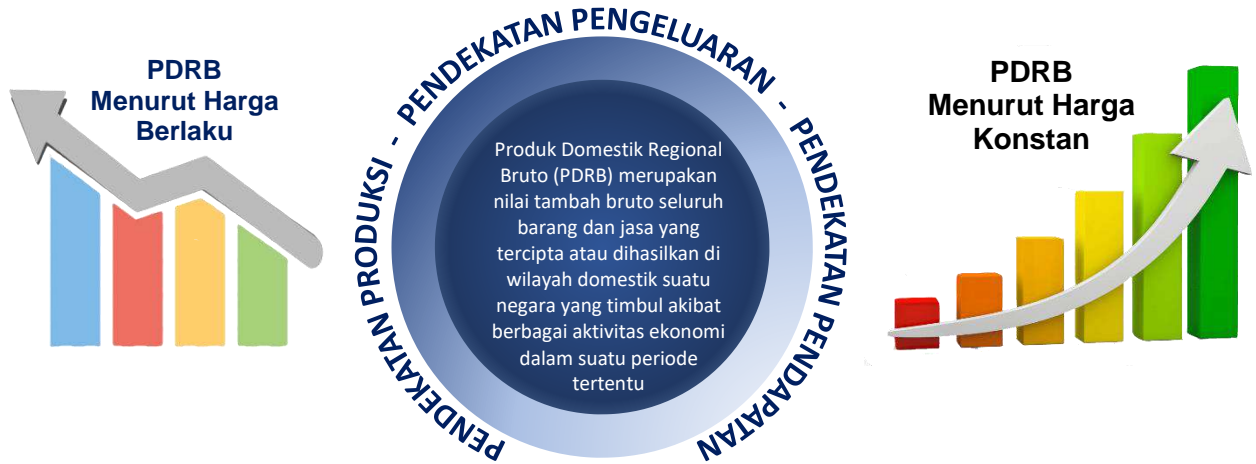 PDRB
Menurut Harga
Berlaku
PENDEKATAN PRODUKSI - PENDEKATAN PENGELUARAN - PENDEKATAN PENDAPATAN
Produk Domestik Regional
Bruto (PDRB) merupakan
nilai tambah bruto seluruh
barang dan jasa yang
tercipta atau dihasilkan di
wilayah domestik suatu
negara yang timbul akibat
berbagai aktivitas ekonomi
dalam suatu periode
tertentu
PDRB
Menurut Harga
Konstan